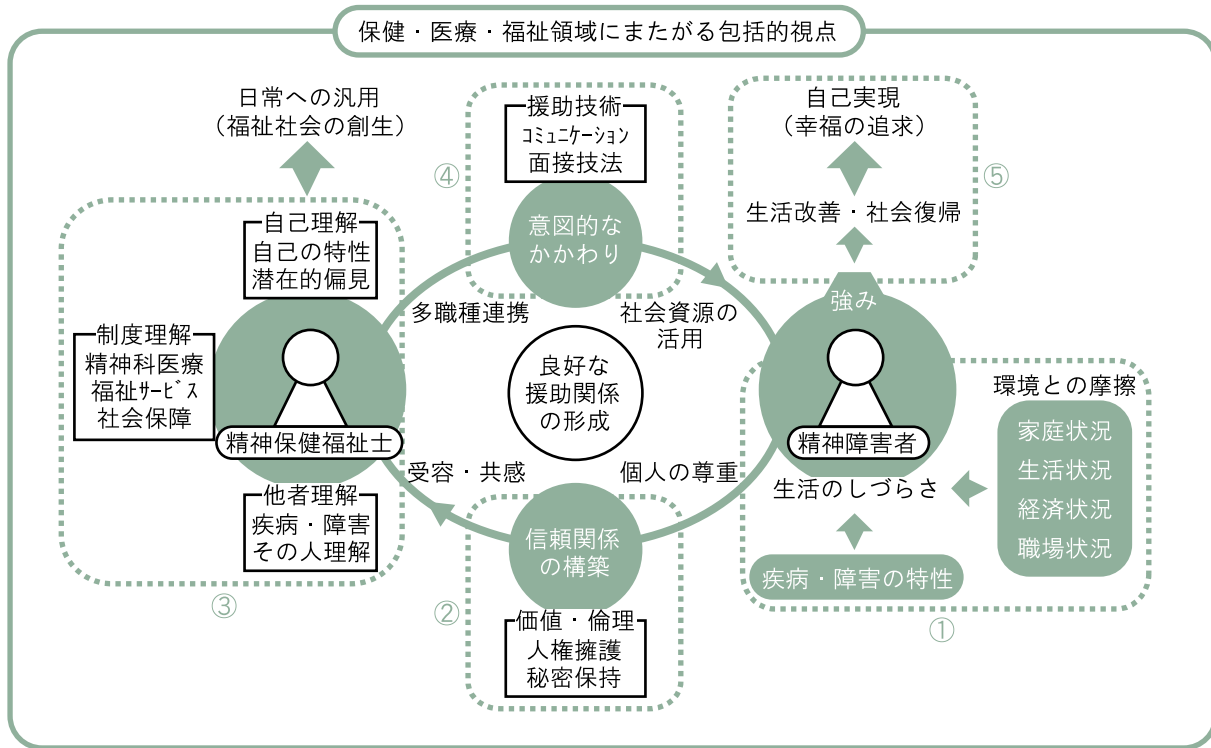 保健・医療・福祉領域にまたがる包括的視点
日常への汎用
（福祉社会の創生）
援助技術
ｺﾐｭﾆｹｰｼｮﾝ
面接技法
自己実現
（幸福の追求）
④
⑤
意図的な
かかわり
生活改善・社会復帰
自己理解
自己の特性
潜在的偏見
強み
多職種連携
社会資源の
活用
制度理解
精神科医療
福祉ｻｰﾋﾞｽ
社会保障
良好な
援助関係
の形成
環境との摩擦
家庭状況
生活状況
経済状況
職場状況
精神保健福祉士
精神障害者
受容・共感
個人の尊重
生活のしづらさ
他者理解
疾病・障害
その人理解
信頼関係
の構築
疾病・障害の特性
③
②
①
価値・倫理
人権擁護
秘密保持